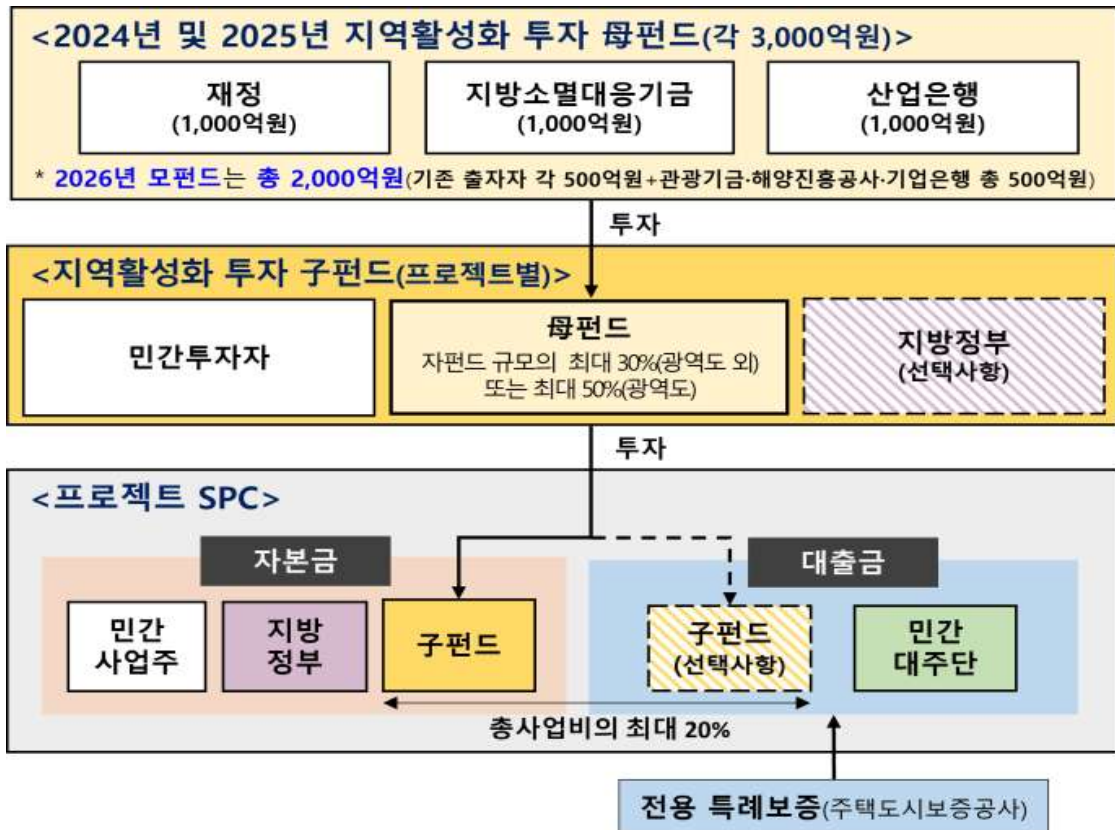 <2024년 및 2025년 지역활성화 투자 母펀드(각 3,000억원)>
재정
(1,000억원)
지방소멸대응기금
(1,000억원)
산업은행
(1,000억원)
* 2026년 모펀드는 총 2,000억원(기존 출자자 각 500억원+관광기금·해양진흥공사·기업은행 총 500억원)
투자
<지역활성화 투자 子펀드(프로젝트별)>
민간투자자
母펀드
자펀드 규모의 최대 30%(광역도 외)
또는 최대 50%(광역도)
지방정부
(선택사항)
투자
<프로젝트 SPC>
자본금
대출금
민간
사업주
지방
정부
子펀드
子펀드
(선택사항)
민간
대주단
총사업비의 최대 20%
전용 특례보증(주택도시보증공사)